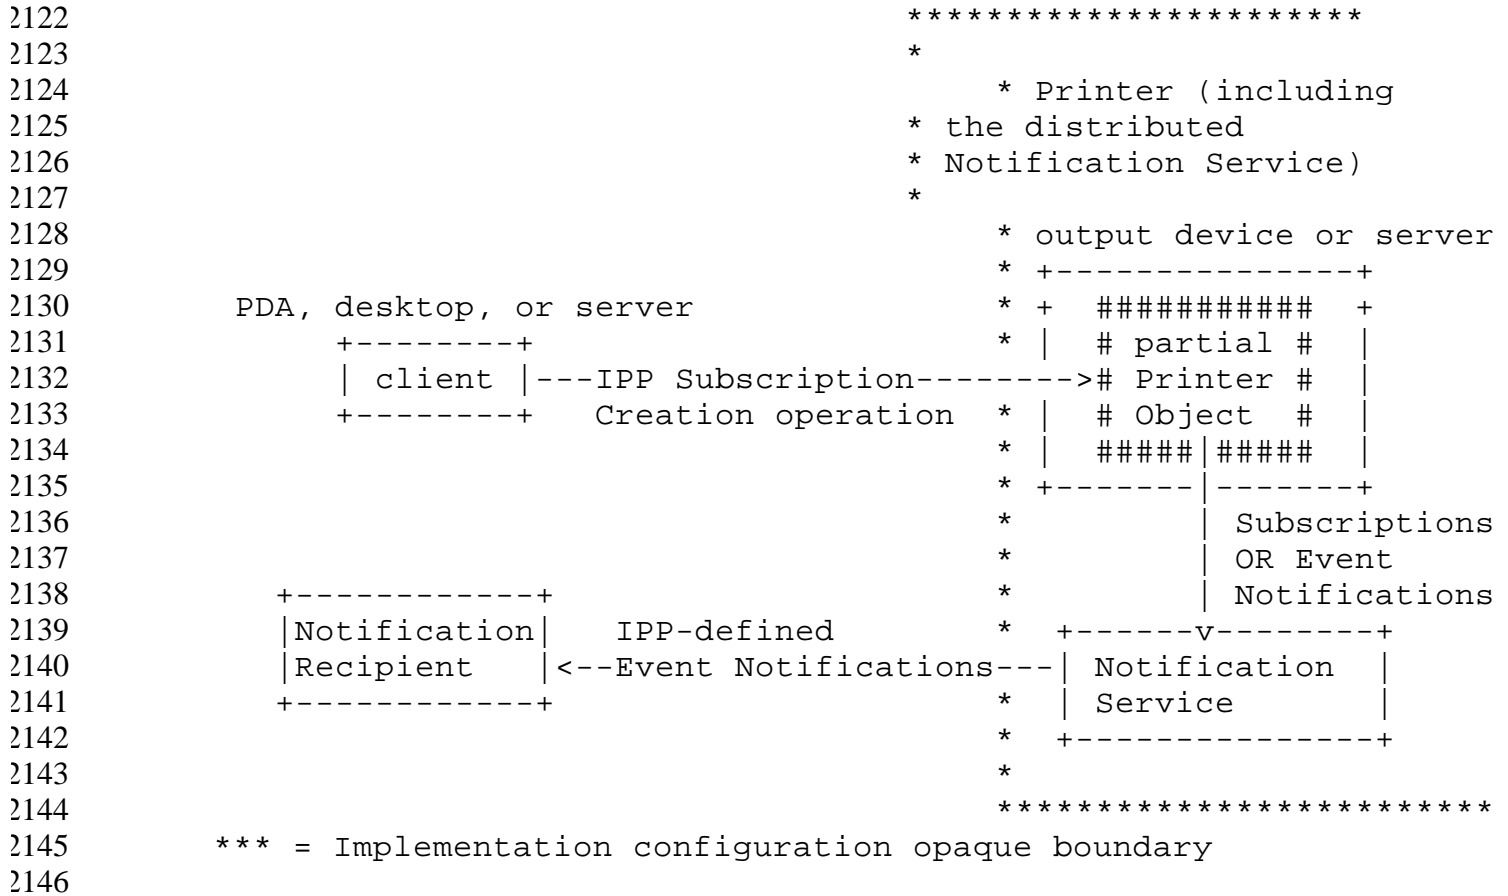 2122 ***********************
2123 *
2124 * Printer (including
2125 * the distributed
2126 * Notification Service)
2127 *
2128 * output device or server
2129 * +---------------+
2130 PDA, desktop, or server * + ########### +
2131 +--------+ * | # partial # |
2132 | client |---IPP Subscription--------># Printer # |
2133 +--------+ Creation operation * | # Object # |
2134 * | #####|##### |
2135 * +-------|-------+
2136 * | Subscriptions
2137 * | OR Event
2138 +------------+ * | Notifications
2139 |Notification| IPP-defined * +------v--------+
2140 |Recipient |<--Event Notifications---| Notification |
2141 +------------+ * | Service |
2142 * +---------------+
2143 *
2144 *************************
2145 *** = Implementation configuration opaque boundary
2146